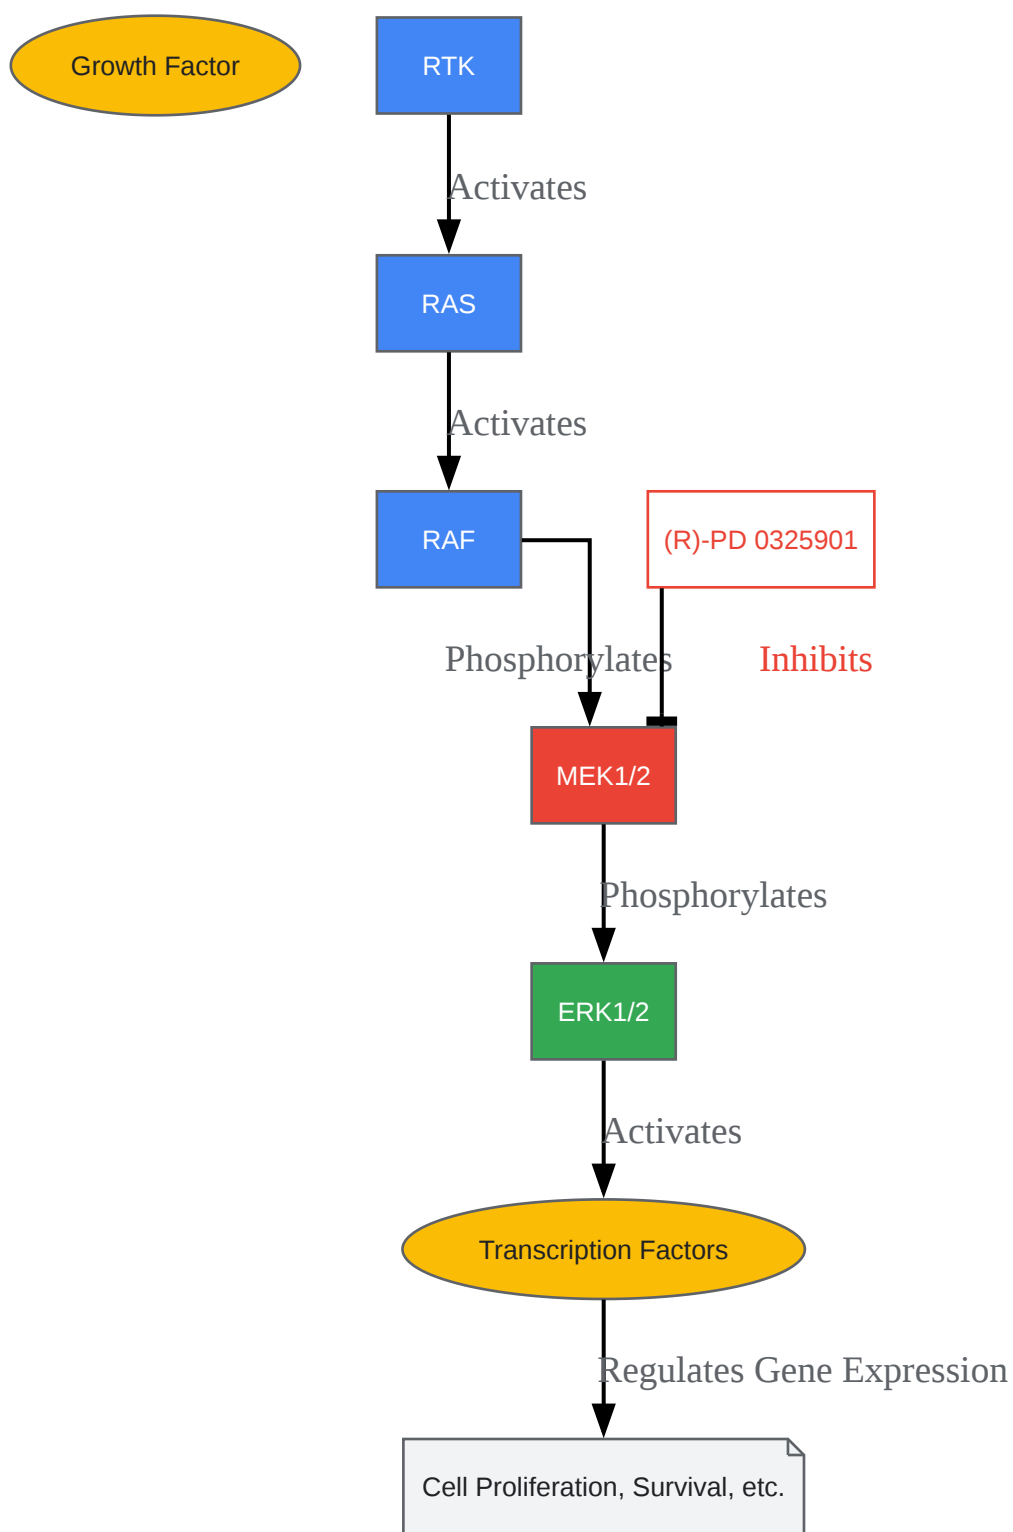 Growth Factor
RTK
Activates
RAS
Activates
RAF
(R)-PD 0325901
Phosphorylates
Inhibits
MEK1/2
Phosphorylates
ERK1/2
Activates
Transcription Factors
Regulates Gene Expression
Cell Proliferation, Survival, etc.